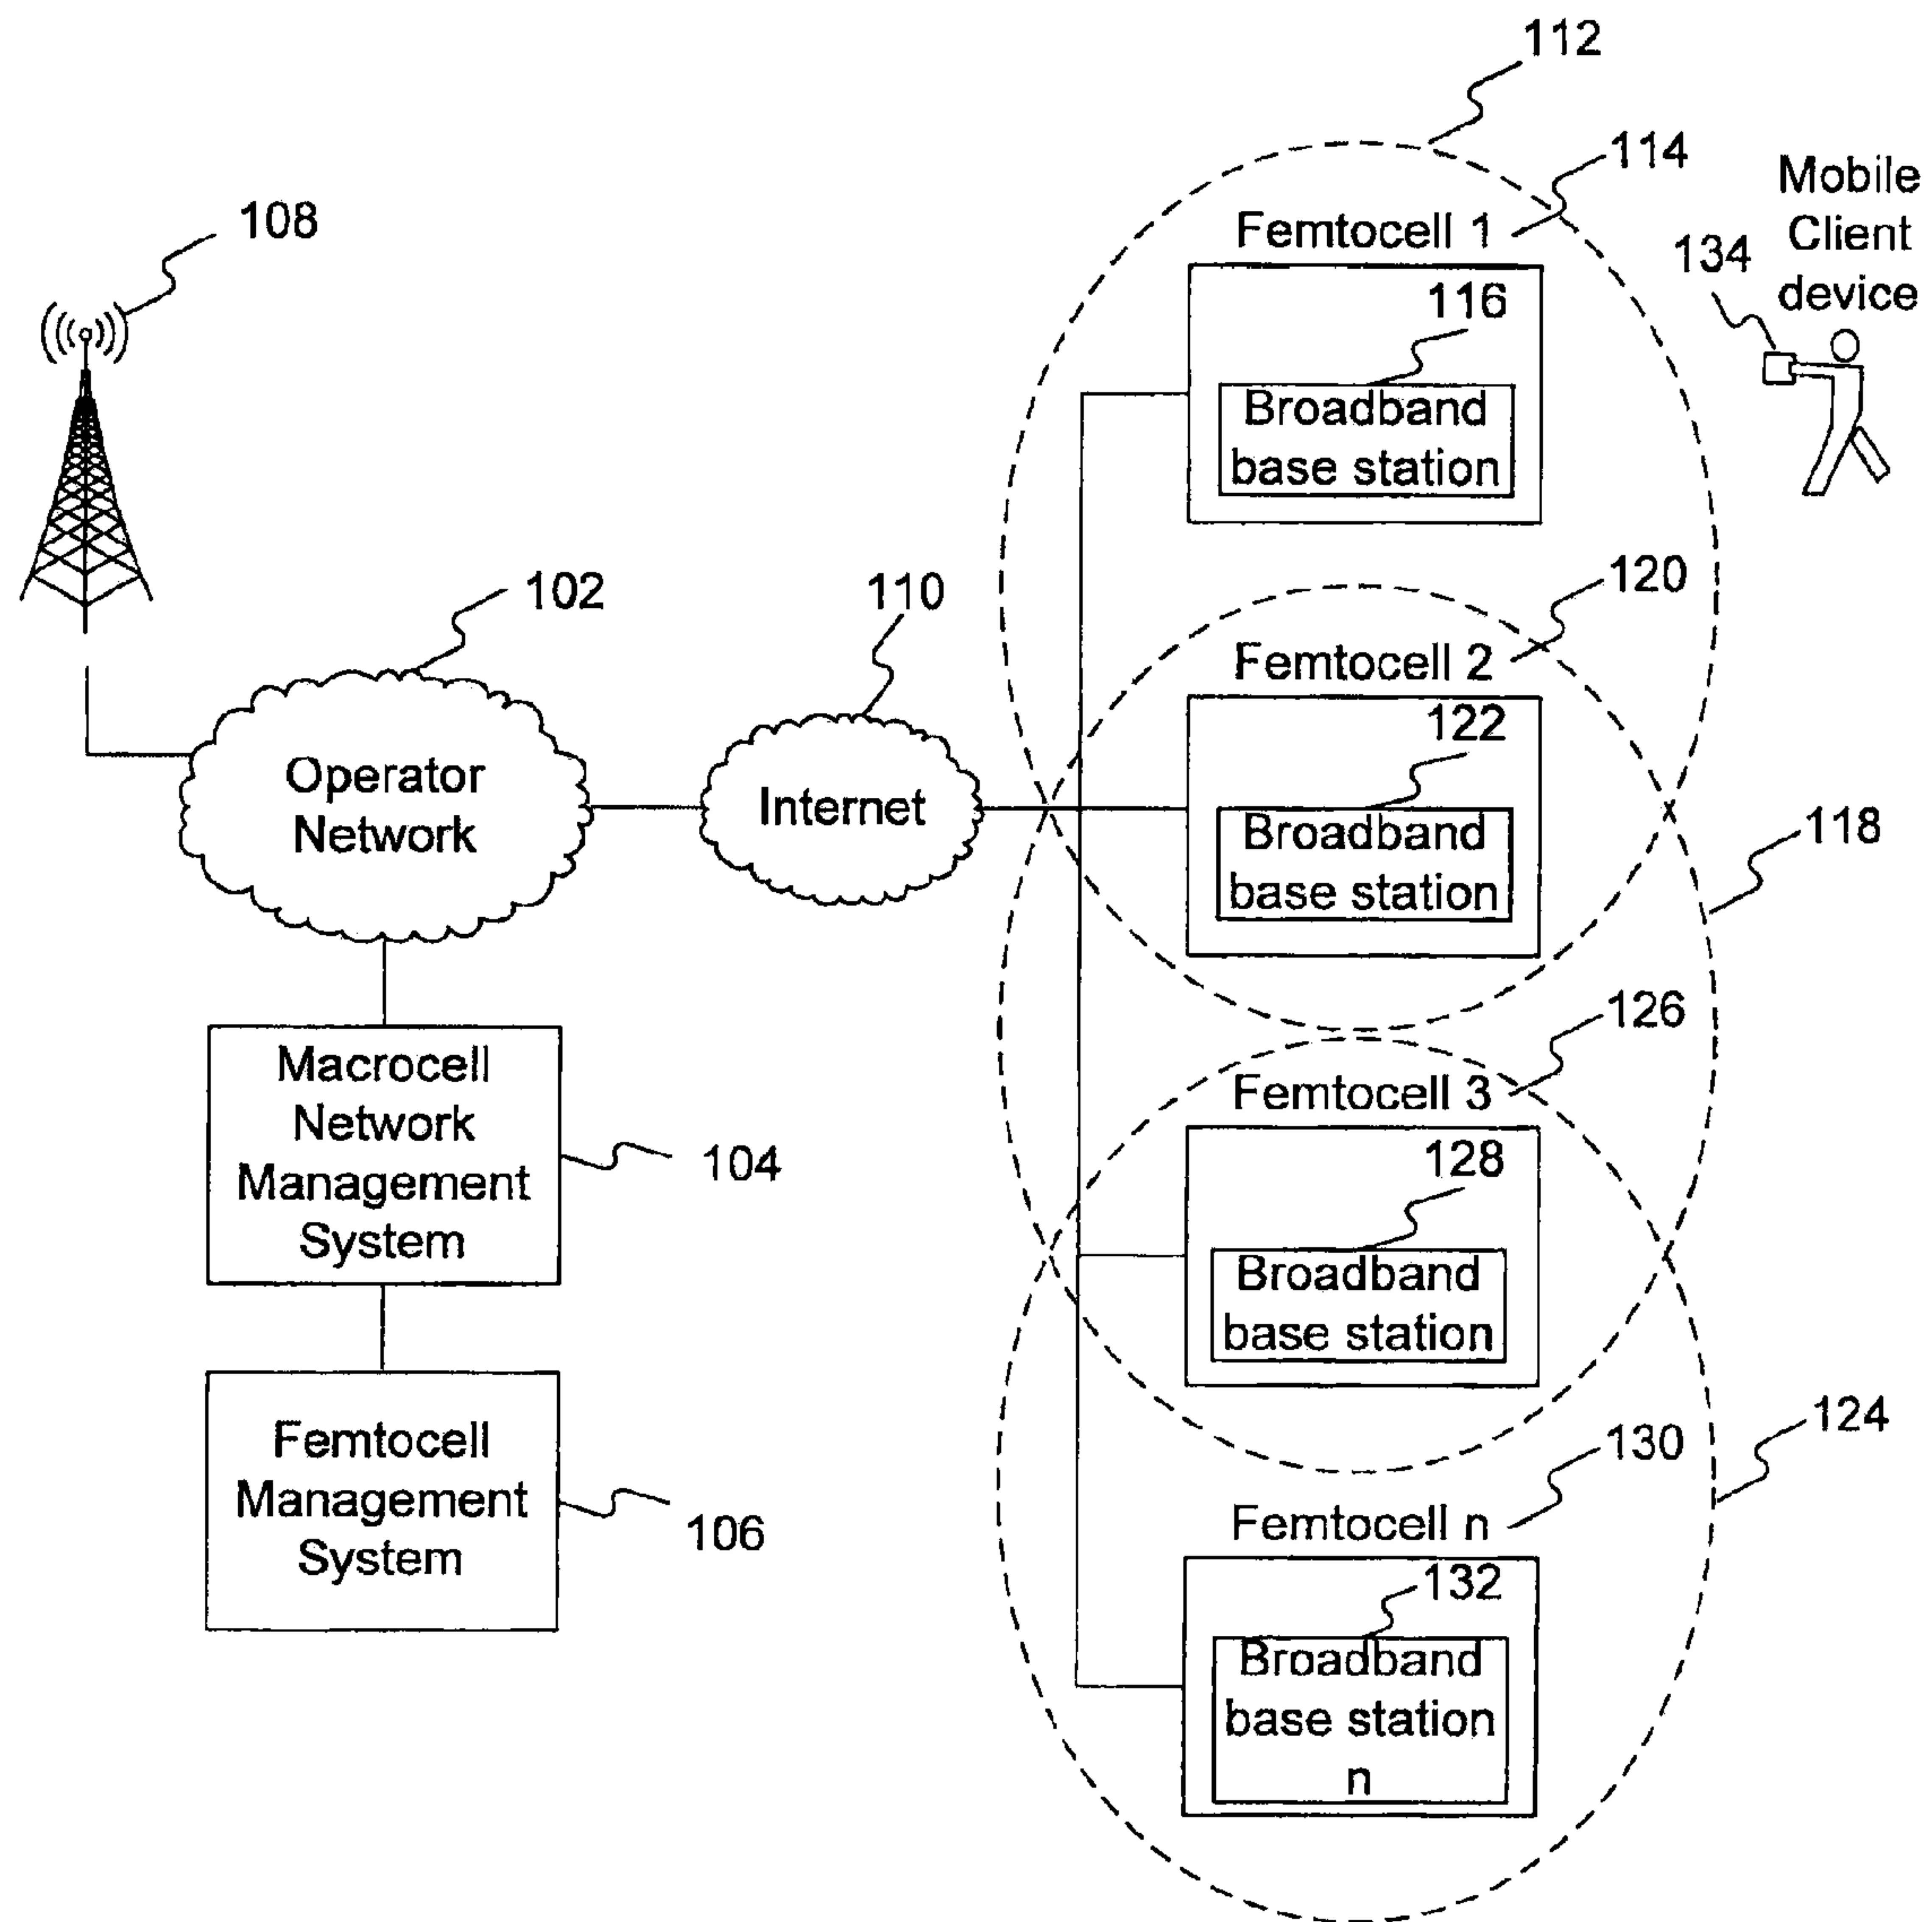 112
114
Mobile
Client
device
134
108
Femtocell 1
116
Broadband
base station
102
110
120
Femtocell 2
122
Broadband
base station
Operator
Network
Internet
118
126
Femtocell 3
128
Broadband
base station
Macrocell
Network
Management
System
104
124
130
Femtocell n
132
Broadband
base station
n
Femtocell
Management
System
106